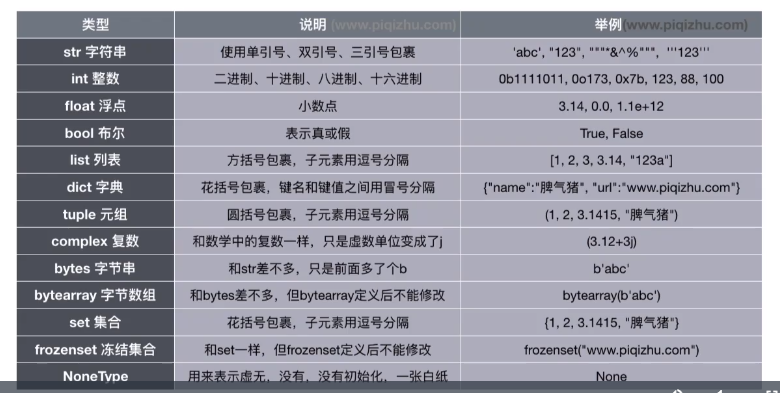 类型 说明 (www.piqizhu.com) 举例(www.piqizhu.com)
str 字符串 使用单引号、双引号、三引号包裹 'abc', "123", """*&^%""", '''123'''
int 整数 二进制、十进制、八进制、十六进制 0b1111011, 0o173, 0x7b, 123, 88, 100
float 浮点 小数点 3.14, 0.0, 1.1e+12
bool 布尔 表示真或假 True, False
list 列表 方括号包裹，子元素用逗号分隔 [1, 2, 3, 3.14, "123a"]
dict 字典 花括号包裹，键名和键值之间用冒号分隔 {"name":"脾气猪", "url":"www.piqizhu.com"}
tuple 元组 圆括号包裹，子元素用逗号分隔 (1, 2, 3.1415, "脾气猪")
complex 复数 和数学中的复数一样，只是虚数单位变成了j (3.12+3j)
bytes 字节串 和str差不多，只是前面多了个b b'abc'
bytearray 字节数组 和bytes差不多，但bytearray定义后不能修改 bytearray(b'abc')
set 集合 花括号包裹，子元素用逗号分隔 {1, 2, 3.1415, "脾气猪"}
frozenset 冻结集合 和set一样，但frozenset定义后不能修改 frozenset("www.piqizhu.com")
NoneType 用来表示虚无，没有，没有初始化，一张白纸 None